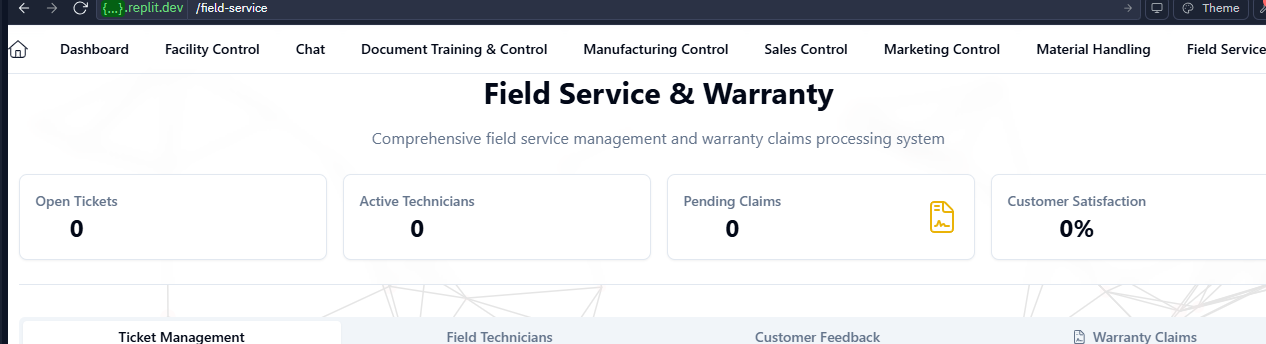 {...}.replit.dev /field-service Theme
Dashboard Facility Control Chat Document Training & Control Manufacturing Control Sales Control Marketing Control Material Handling Field Service
Field Service & Warranty
Comprehensive field service management and warranty claims processing system
Open Tickets
0
Active Technicians
0
Pending Claims
0
Customer Satisfaction
0%
Ticket Management Field Technicians Customer Feedback Warranty Claims